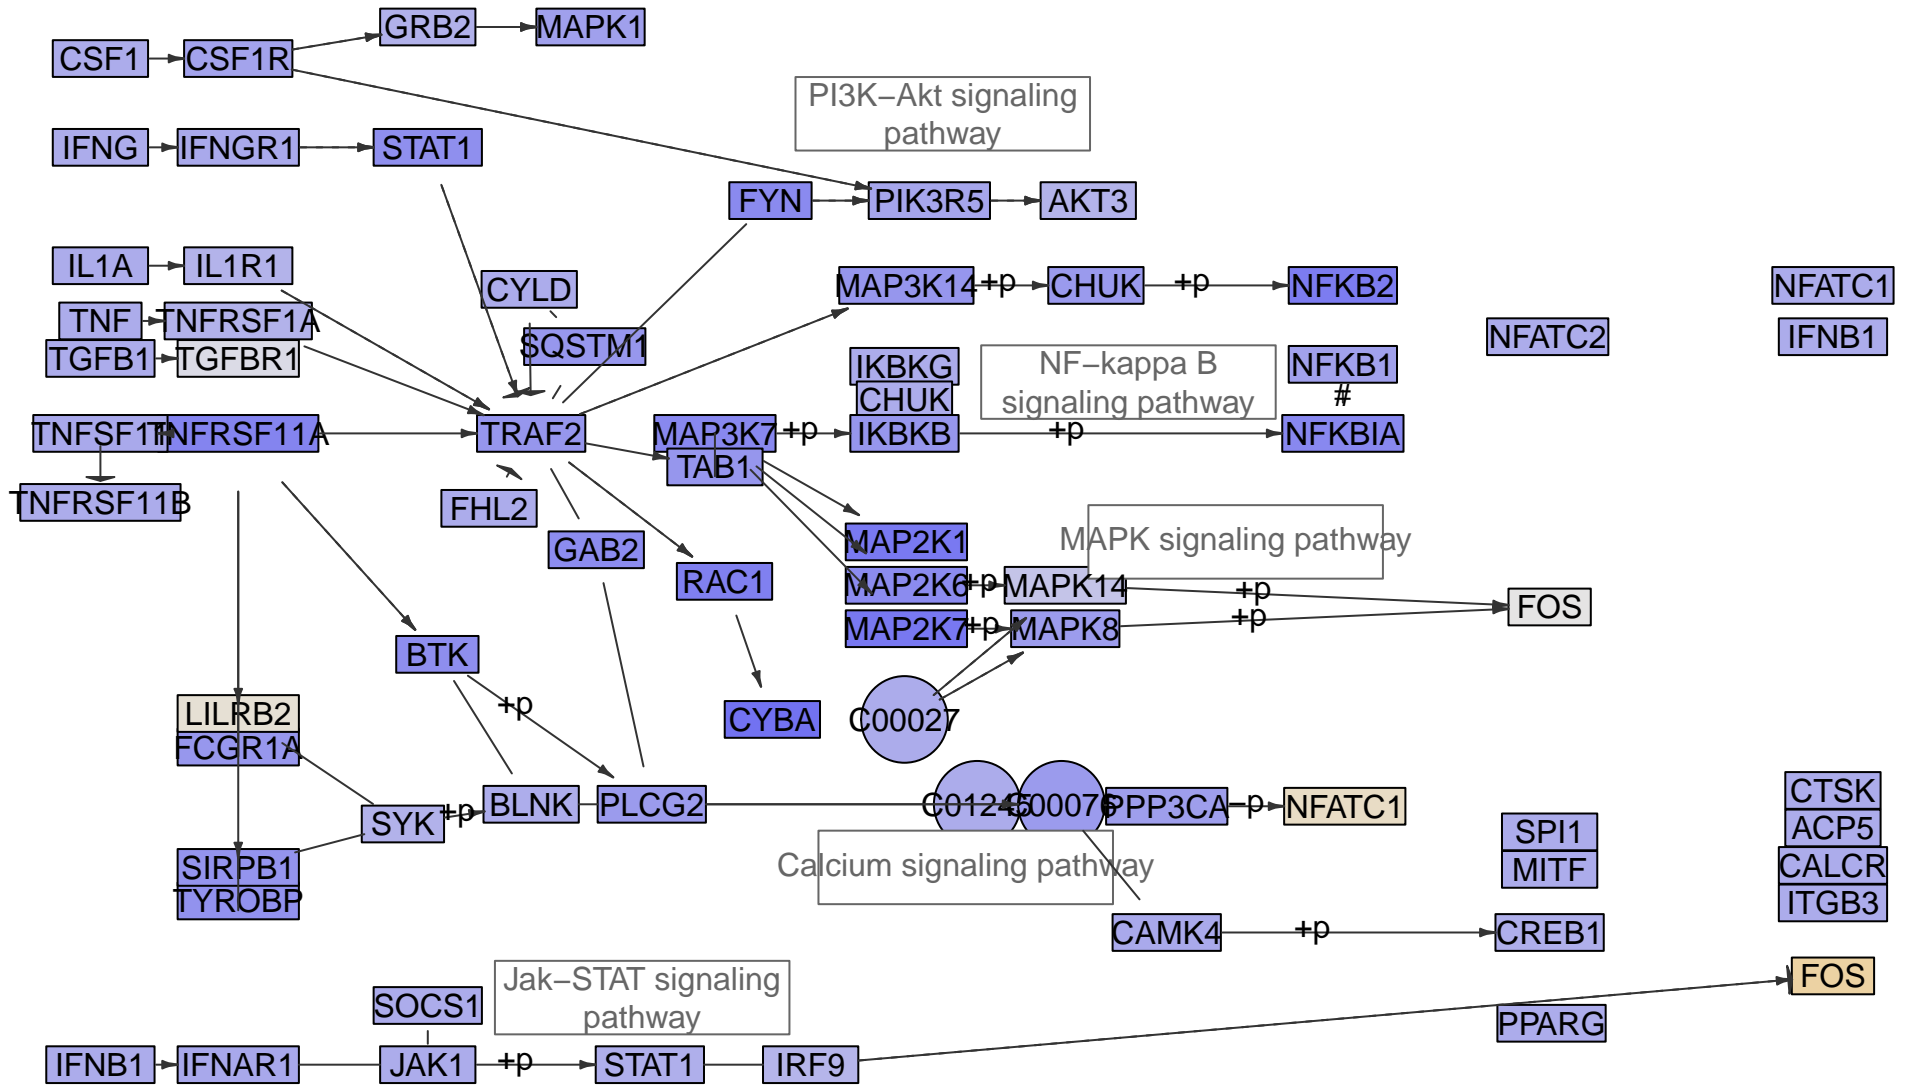 GRB2
MAPK1
CSF1
CSF1R
PI3K−Akt signaling
pathway
IFNG
IFNGR1
STAT1
FYN
PIK3R5
AKT3
IL1A
IL1R1
CYLD
MAP3K14
+p
CHUK
+p
NFKB2
NFATC1
TNF
TNFRSF1A
SQSTM1
NFATC2
IFNB1
TGFB1
TGFBR1
IKBKG
NF−kappa B
signaling pathway
NFKB1
CHUK
#
TNFRSF11A
TRAF2
MAP3K7
+p
IKBKB
+p
NFKBIA
TAB1
TNFRSF11B
FHL2
GAB2
MAP2K1
MAPK signaling pathway
RAC1
MAP2K6
+p
MAPK14
+p
FOS
MAP2K7
+p
MAPK8
+p
BTK
+p
LILRB2
CYBA
C00027
FCGR1A
SYK
+p
BLNK
PLCG2
C01245
C00076
PPP3CA
−p
NFATC1
CTSK
SPI1
ACP5
SIRPB1
Calcium signaling pathway
MITF
CALCR
TYROBP
ITGB3
CAMK4
+p
CREB1
Jak−STAT signaling
pathway
FOS
SOCS1
PPARG
IFNB1
IFNAR1
JAK1
+p
STAT1
IRF9